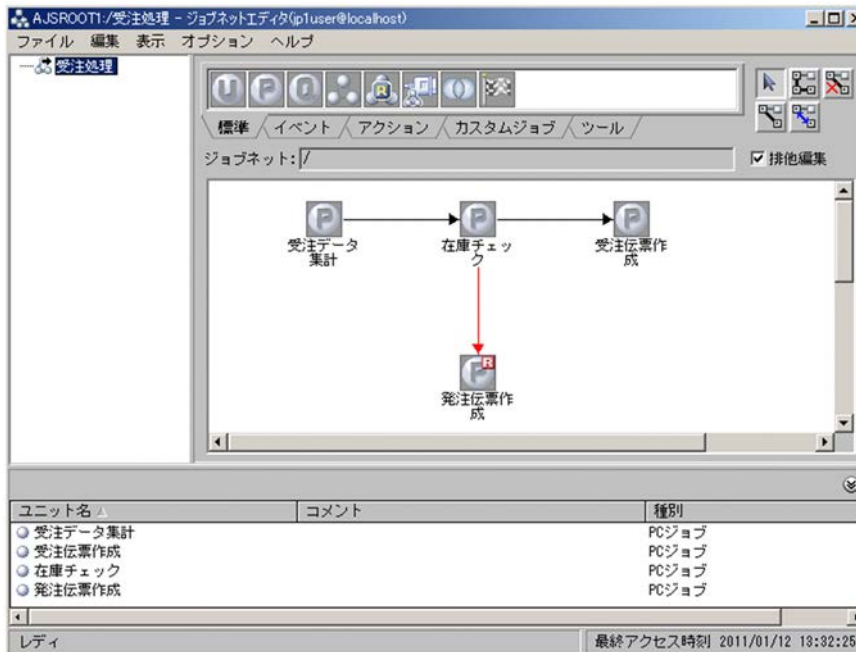 AJSROOT1:/受注処理 - ジョブネットエディタ(jp1user@localhost)
ファイル 編集 表示 オプション ヘルプ
受注処理
U P Q R
標準 イベント アクション カスタムジョブ ツール
ジョブネット: / 排他編集
P P P
受注データ 在庫チェッ 受注伝票作
集計 ク 成
P R
発注伝票作
成
ユニット名 コメント 種別
受注データ集計 PCジョブ
受注伝票作成 PCジョブ
在庫チェック PCジョブ
発注伝票作成 PCジョブ
レディ 最終アクセス時刻 2011/01/12 13:32:25